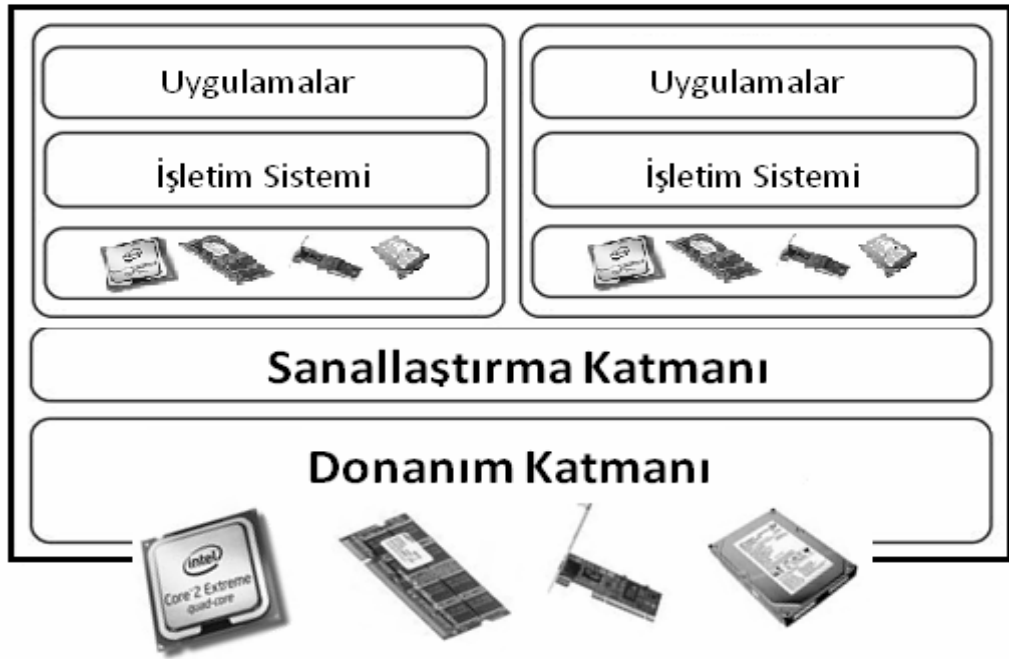 Uygulamalar
İşletim Sistemi
Uygulamalar
İşletim Sistemi
Sanallaştırma Katmanı
Donanım Katmanı
intel
Core 2 Extreme
quad-core